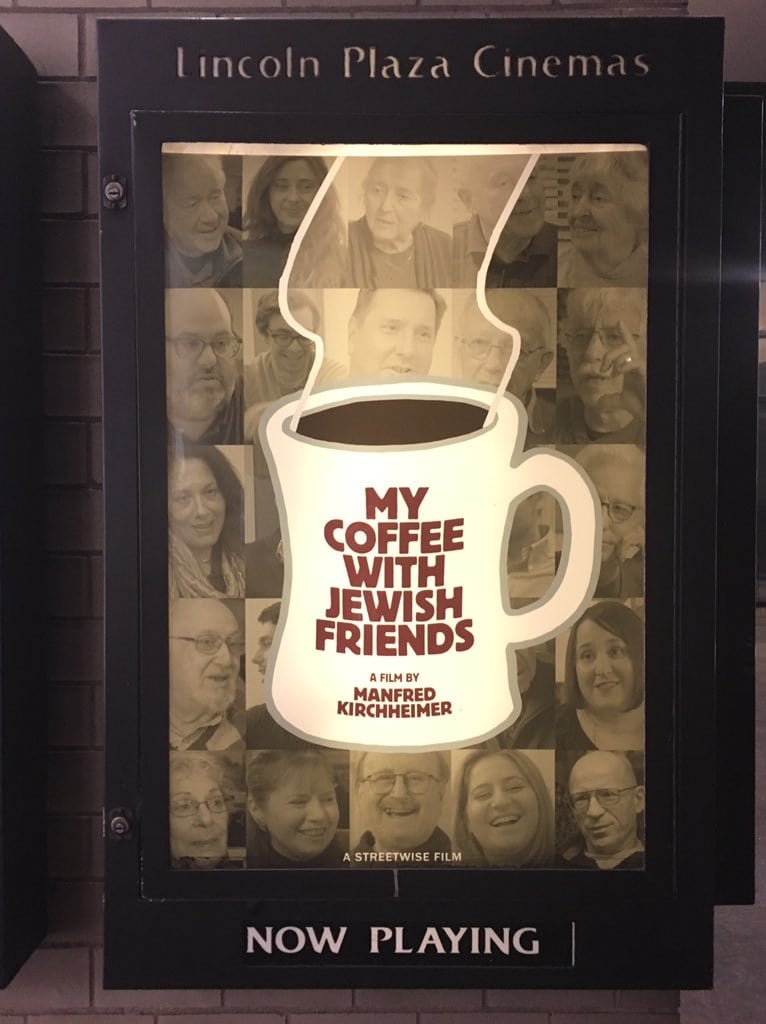 Lincoln Plaza Cinemas
MY
COFFEE
WITH
JEWISH
FRIENDS
A FILM BY
MANFRED
KIRCHHEIMER
A STREETWISE FILM
NOW PLAYING